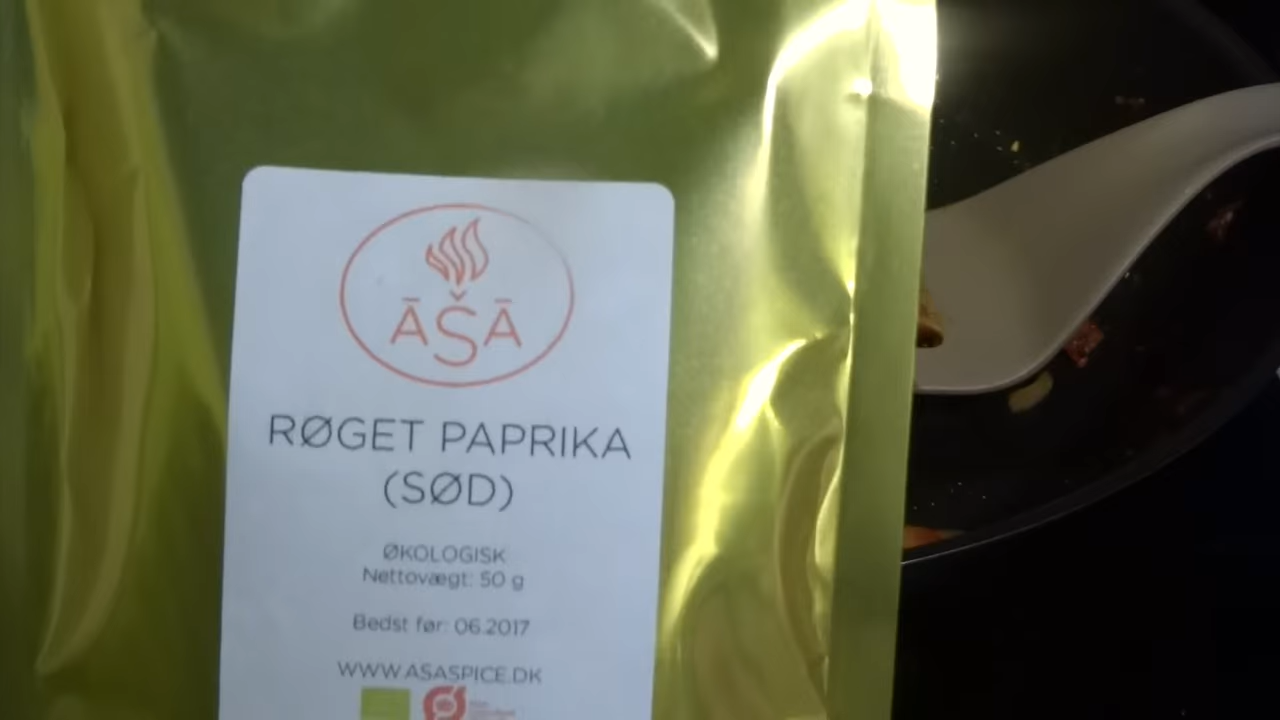 ĀŠĀ
RØGET PAPRIKA
(SØD)
ØKOLOGISK
Nettovægt: 50 g
Bedst før: 06.2017
WWW.ASASPICE.DK